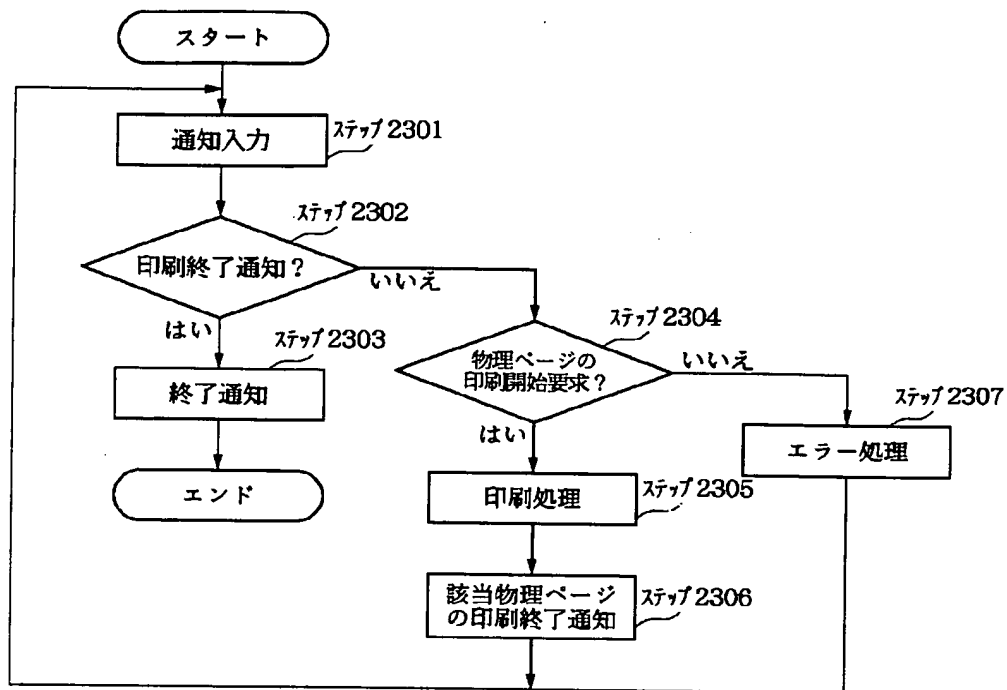 スタート
通知入力
ステップ2301
ステップ2302
印刷終了通知?
いいえ
はい
ステップ2303
終了通知
エンド
ステップ2304
物理ページの
印刷開始要求?
いいえ
はい
ステップ2307
エラー処理
印刷処理
ステップ2305
該当物理ページ
の印刷終了通知
ステップ2306